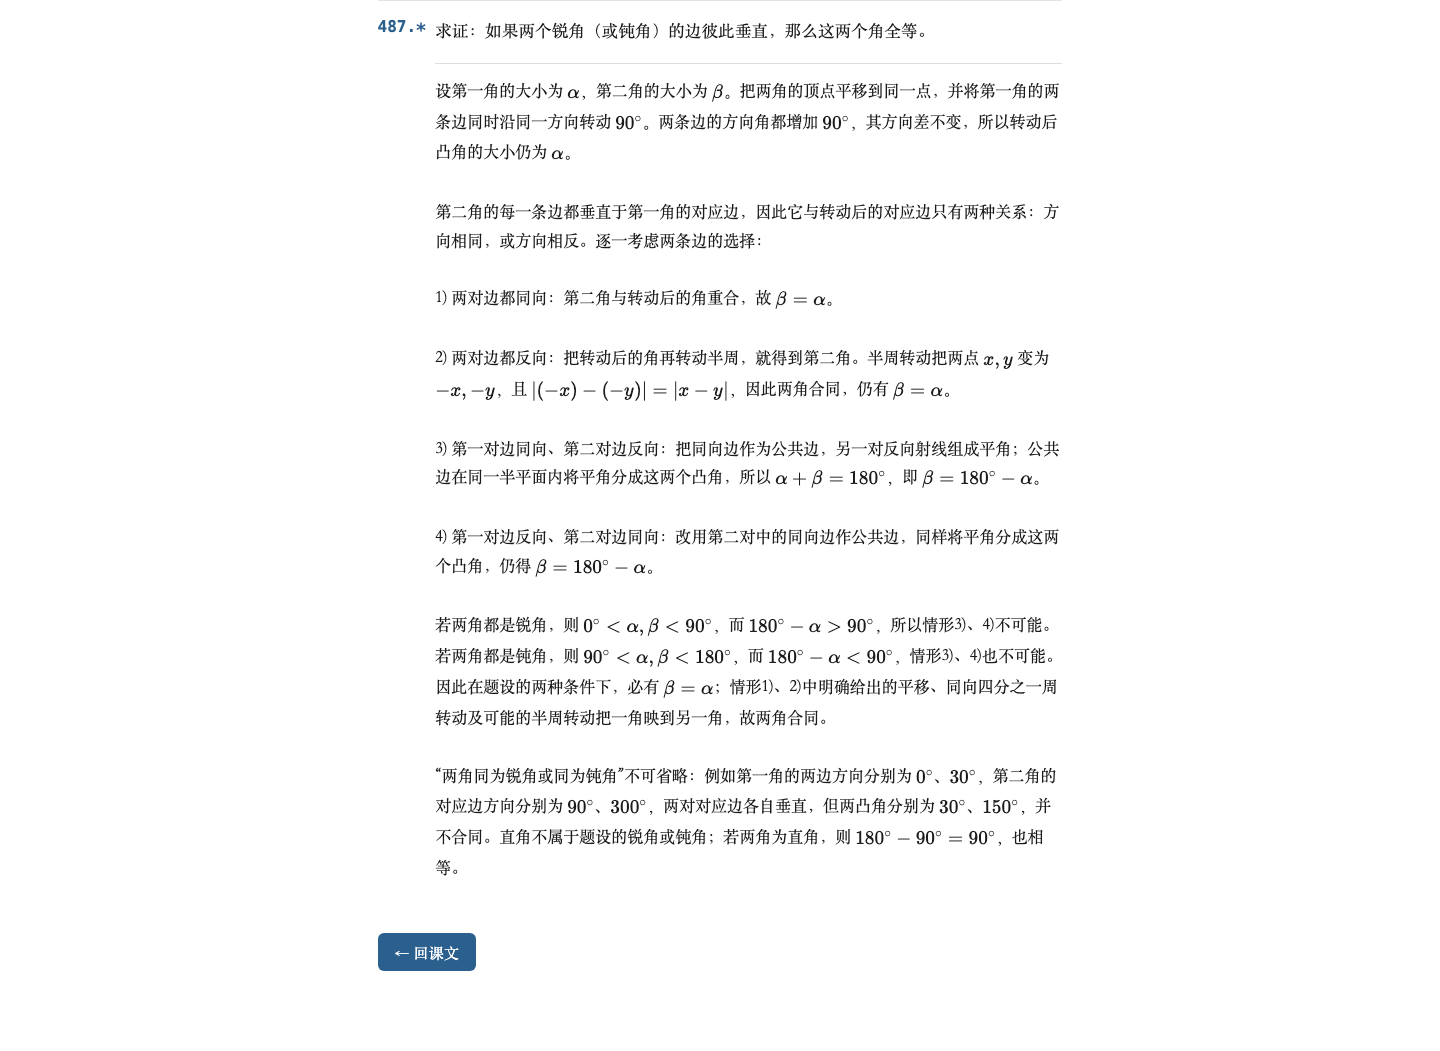 487.* 求证：如果两个锐角（或钝角）的边彼此垂直，那么这两个角全等。
设第一角的大小为 α，第二角的大小为 β。把两角的顶点平移到同一点，并将第一角的两
条边同时沿同一方向转动 90°。两条边的方向角都增加 90°，其方向差不变，所以转动后
凸角的大小仍为 α。
第二角的每一条边都垂直于第一角的对应边，因此它与转动后的对应边只有两种关系：方
向相同，或方向相反。逐一考虑两条边的选择：
1) 两对边都同向：第二角与转动后的角重合，故 β = α。
2) 两对边都反向：把转动后的角再转动半周，就得到第二角。半周转动把两点 x, y 变为
−x, −y，且 |(−x) − (−y)| = |x − y|，因此两角合同，仍有 β = α。
3) 第一对边同向、第二对边反向：把同向边作为公共边，另一对反向射线组成平角；公共
边在同一半平面内将平角分成这两个凸角，所以 α + β = 180°，即 β = 180° − α。
4) 第一对边反向、第二对边同向：改用第二对中的同向边作公共边，同样将平角分成这两
个凸角，仍得 β = 180° − α。
若两角都是锐角，则 0° < α, β < 90°，而 180° − α > 90°，所以情形3)、4)不可能。
若两角都是钝角，则 90° < α, β < 180°，而 180° − α < 90°，情形3)、4)也不可能。
因此在题设的两种条件下，必有 β = α；情形1)、2)中明确给出的平移、同向四分之一周
转动及可能的半周转动把一角映到另一角，故两角合同。
“两角同为锐角或同为钝角”不可省略：例如第一角的两边方向分别为 0°、30°，第二角的
对应边方向分别为 90°、300°，两对对应边各自垂直，但两凸角分别为 30°、150°，并
不合同。直角不属于题设的锐角或钝角；若两角为直角，则 180° − 90° = 90°，也相
等。
← 回课文